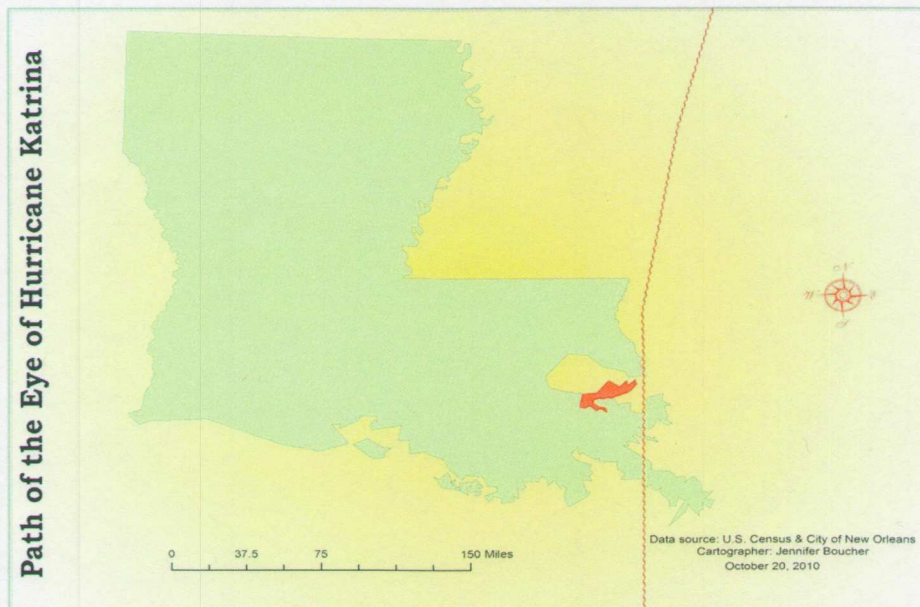 Path of the Eye of Hurricane Katrina
N
W
E
S
0 37.5 75 150 Miles
Data source: U.S. Census & City of New Orleans
Cartographer: Jennifer Boucher
October 20, 2010